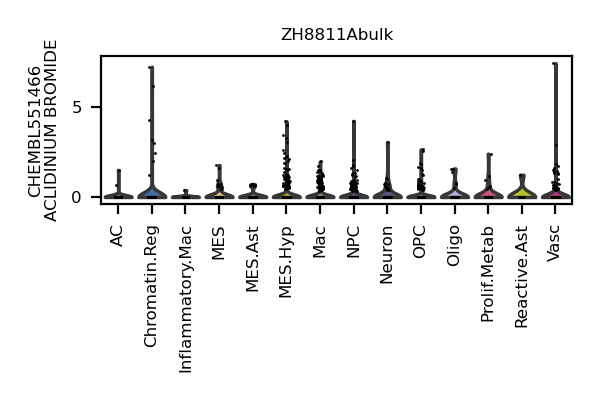 ZH8811Abulk
CHEMBL551466
ACLIDINIUM BROMIDE
5
0
AC
Chromatin.Reg
Inflammatory.Mac
MES
MES.Ast
MES.Hyp
Mac
NPC
Neuron
OPC
Oligo
Prolif.Metab
Reactive.Ast
Vasc